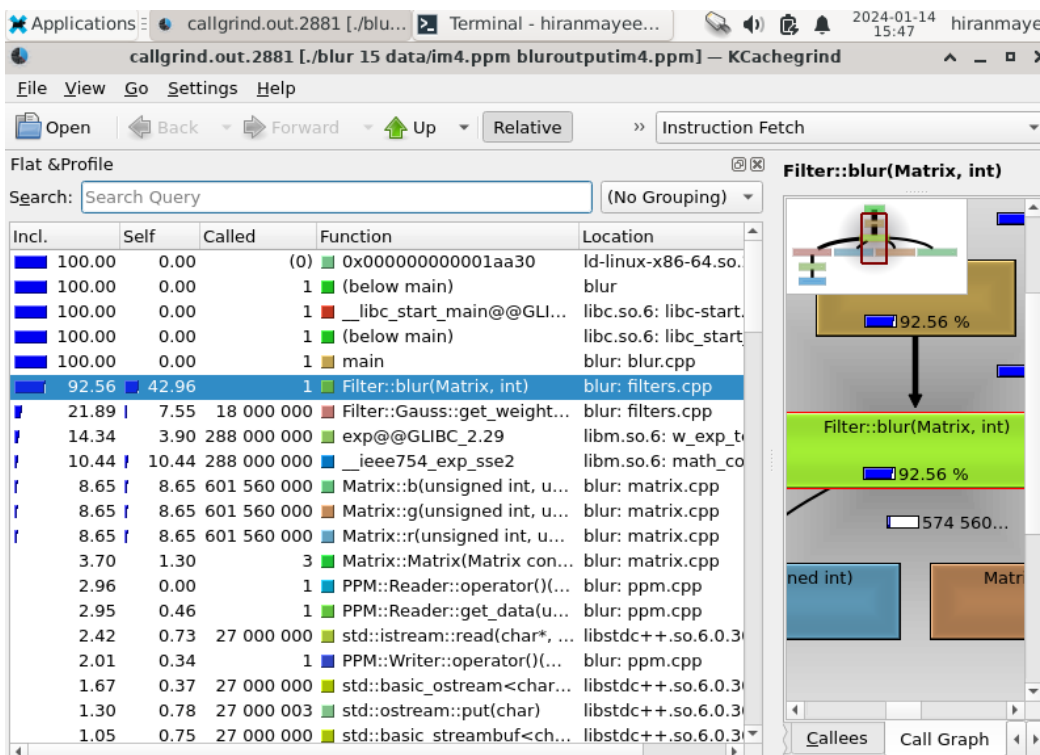 Applications callgrind.out.2881 [./blu... Terminal - hiranmayee... 2024-01-14 15:47 hiranmaye
callgrind.out.2881 [./blur 15 data/im4.ppm bluroutputim4.ppm] — KCachegrind
File View Go Settings Help
Open Back Forward Up Relative » Instruction Fetch
Flat &Profile
Search: Search Query (No Grouping)
Incl. Self Called Function Location
100.00 0.00 (0) 0x000000000001aa30 ld-linux-x86-64.so.
100.00 0.00 1 (below main) blur
100.00 0.00 1 __libc_start_main@@GLI... libc.so.6: libc-start.
100.00 0.00 1 (below main) libc.so.6: libc_start_
100.00 0.00 1 main blur: blur.cpp
92.56 42.96 1 Filter::blur(Matrix, int) blur: filters.cpp
21.89 7.55 18 000 000 Filter::Gauss::get_weight... blur: filters.cpp
14.34 3.90 288 000 000 exp@@GLIBC_2.29 libm.so.6: w_exp_t
10.44 10.44 288 000 000 __ieee754_exp_sse2 libm.so.6: math_co
8.65 8.65 601 560 000 Matrix::b(unsigned int, u... blur: matrix.cpp
8.65 8.65 601 560 000 Matrix::g(unsigned int, u... blur: matrix.cpp
8.65 8.65 601 560 000 Matrix::r(unsigned int, u... blur: matrix.cpp
3.70 1.30 3 Matrix::Matrix(Matrix con... blur: matrix.cpp
2.96 0.00 1 PPM::Reader::operator()(... blur: ppm.cpp
2.95 0.46 1 PPM::Reader::get_data(u... blur: ppm.cpp
2.42 0.73 27 000 000 std::istream::read(char*, ... libstdc++.so.6.0.3
2.01 0.34 1 PPM::Writer::operator()(... blur: ppm.cpp
1.67 0.37 27 000 000 std::basic_ostream<char... libstdc++.so.6.0.3
1.30 0.78 27 000 003 std::ostream::put(char) libstdc++.so.6.0.3
1.05 0.75 27 000 000 std::basic_streambuf<ch... libstdc++.so.6.0.3
Filter::blur(Matrix, int)
92.56 %
Filter::blur(Matrix, int)
92.56 %
574 560...
ned int) Matri
Callees Call Graph